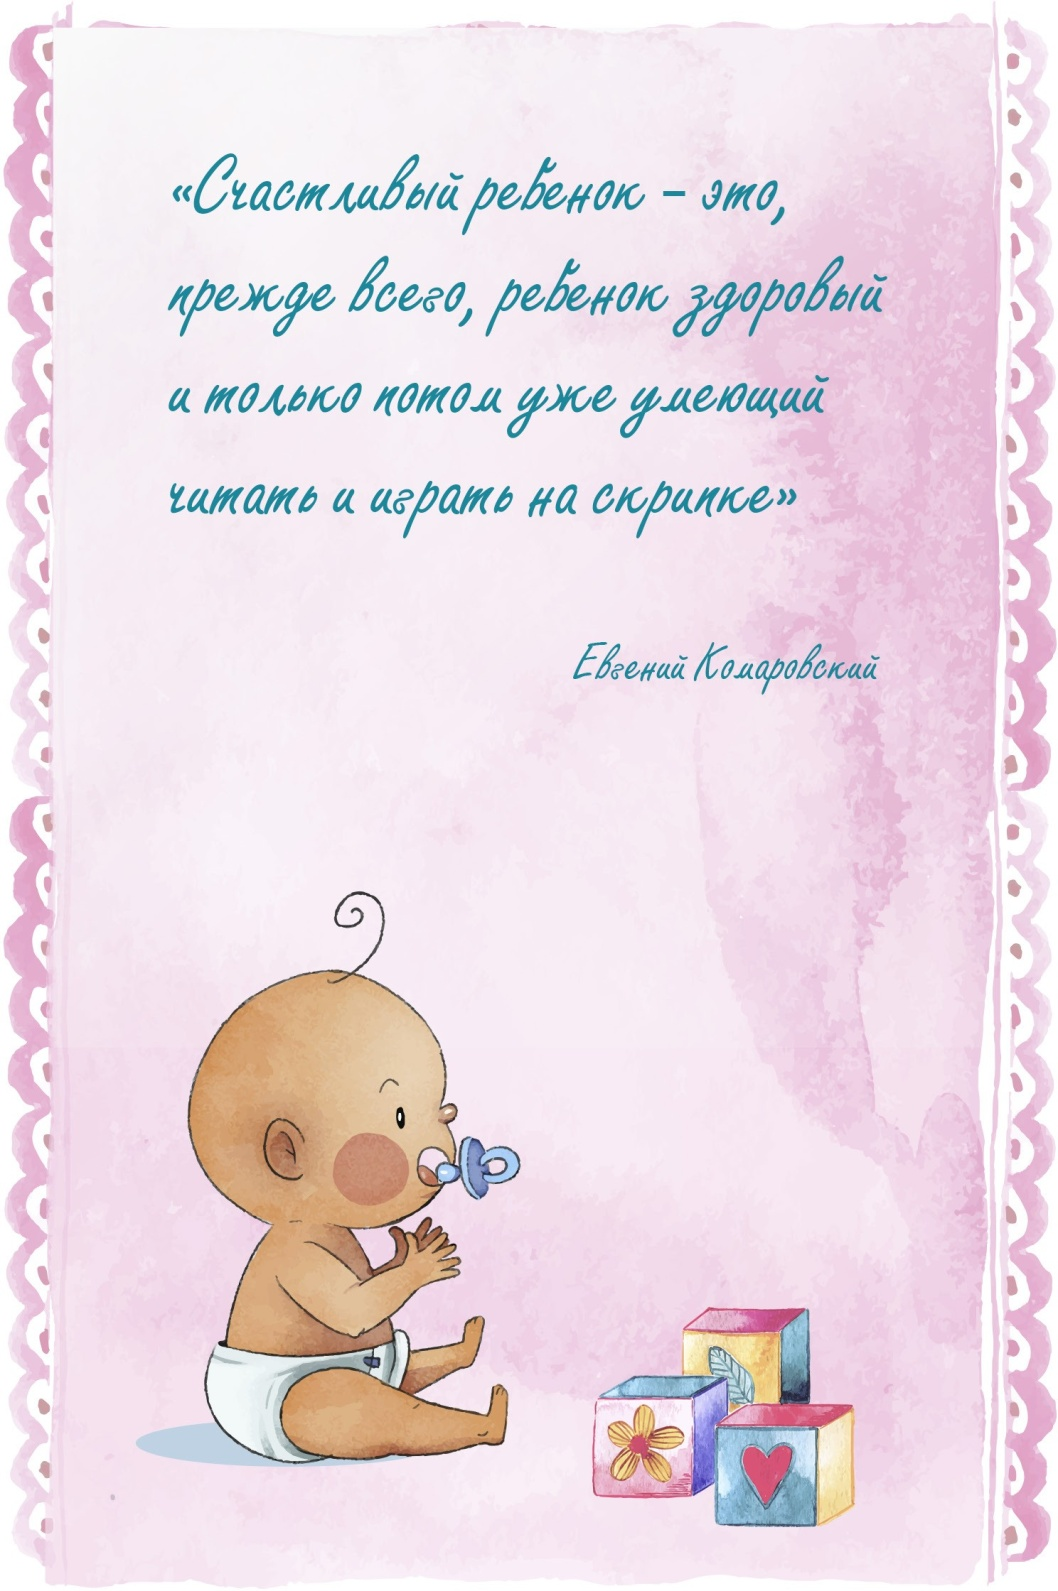 «Счастливый ребенок – это,
прежде всего, ребенок здоровый
и только потом уже умеющий
читать и играть на скрипке»
Евгений Комаровский